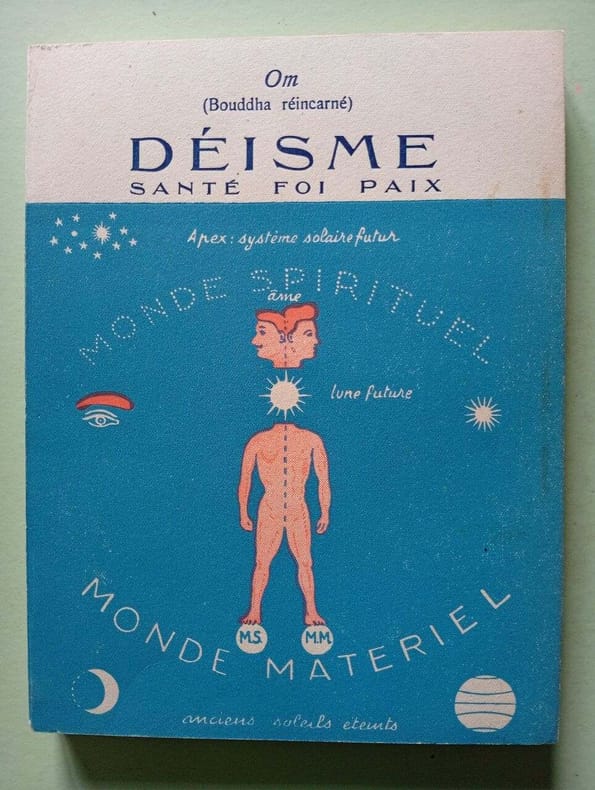 Om
(Bouddha réincarné)
DÉISME
SANTÉ FOI PAIX
Apex: système solaire futur
MONDE SPIRITUEL
âme
lune future
M.S. M.M.
MONDE MATERIEL
anciens soleils éteints